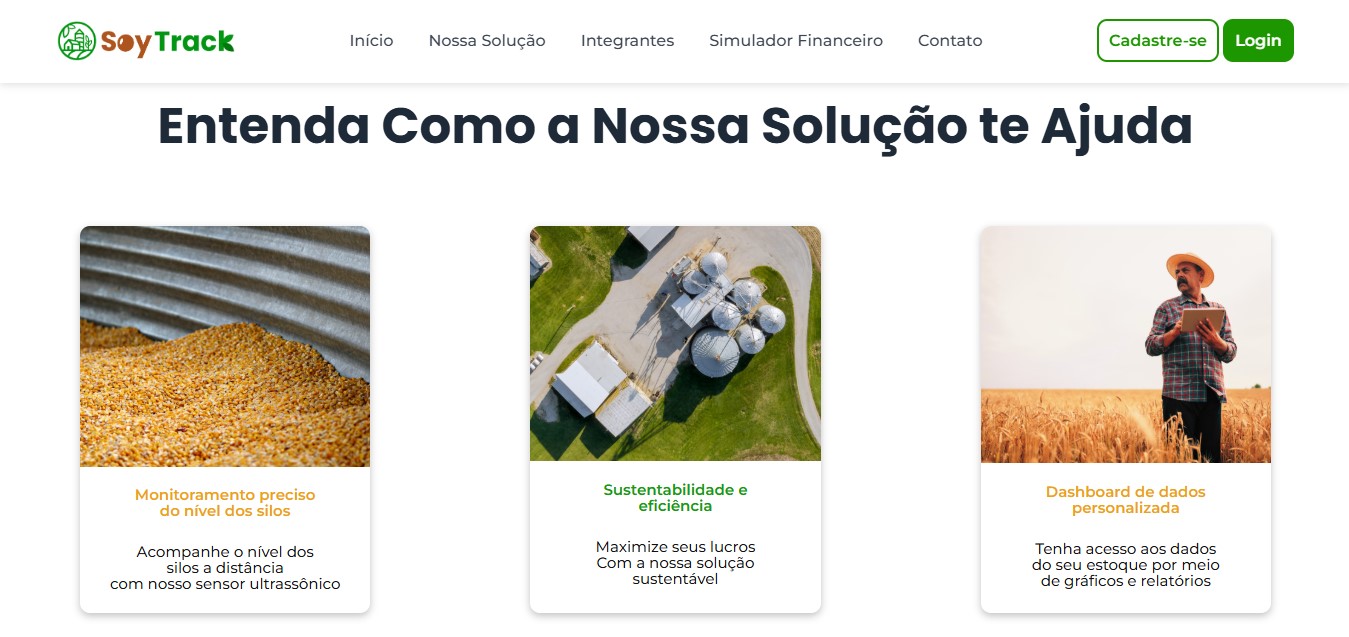 SoyTrack
Início
Nossa Solução
Integrantes
Simulador Financeiro
Contato
Cadastre-se
Login
Entenda Como a Nossa Solução te Ajuda
Monitoramento preciso
do nível dos silos
Acompanhe o nível dos
silos a distância
com nosso sensor ultrassônico
Sustentabilidade e
eficiência
Maximize seus lucros
Com a nossa solução
sustentável
Dashboard de dados
personalizada
Tenha acesso aos dados
do seu estoque por meio
de gráficos e relatórios